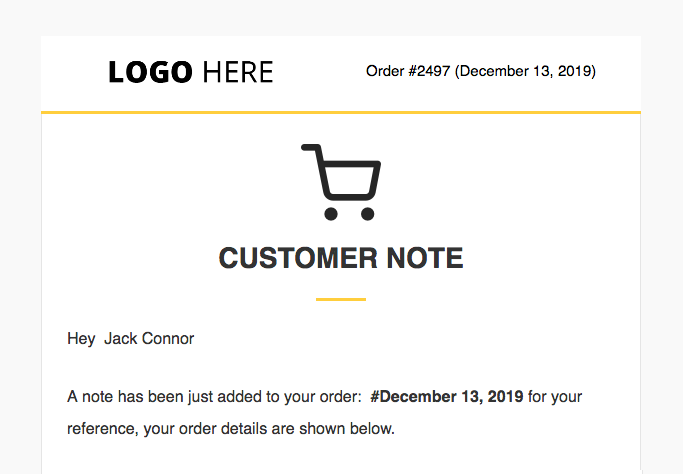 LOGO HERE
Order #2497 (December 13, 2019)
CUSTOMER NOTE
Hey  Jack Connor
A note has been just added to your order:  #December 13, 2019 for your
reference, your order details are shown below.